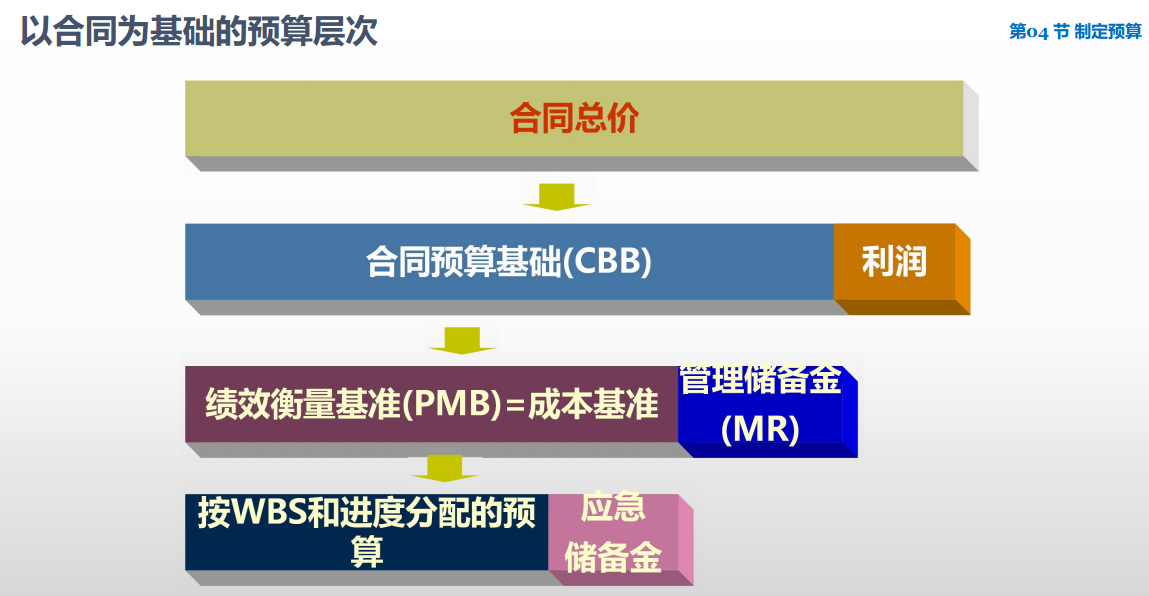 以合同为基础的预算层次
第04 节 制定预算
合同总价
合同预算基础(CBB)
利润
绩效衡量基准(PMB)=成本基准
管理储备金
(MR)
按WBS和进度分配的预
算
应急
储备金